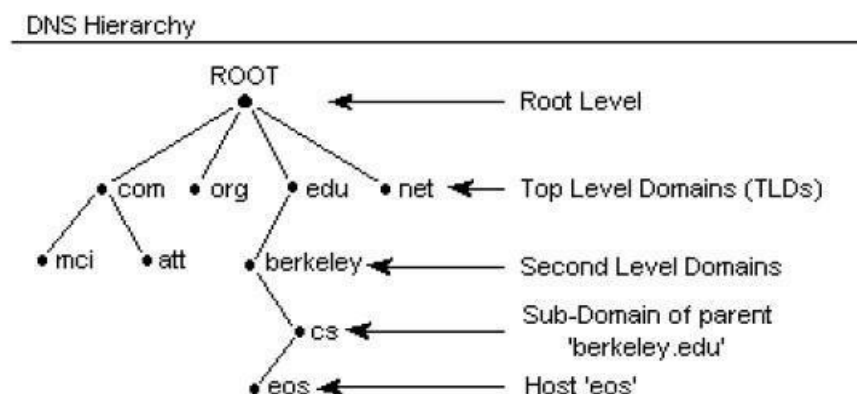 DNS Hierarchy
ROOT
Root Level
com org edu net Top Level Domains (TLDs)
mci att berkeley Second Level Domains
cs Sub-Domain of parent
'berkeley.edu'
eos Host 'eos'